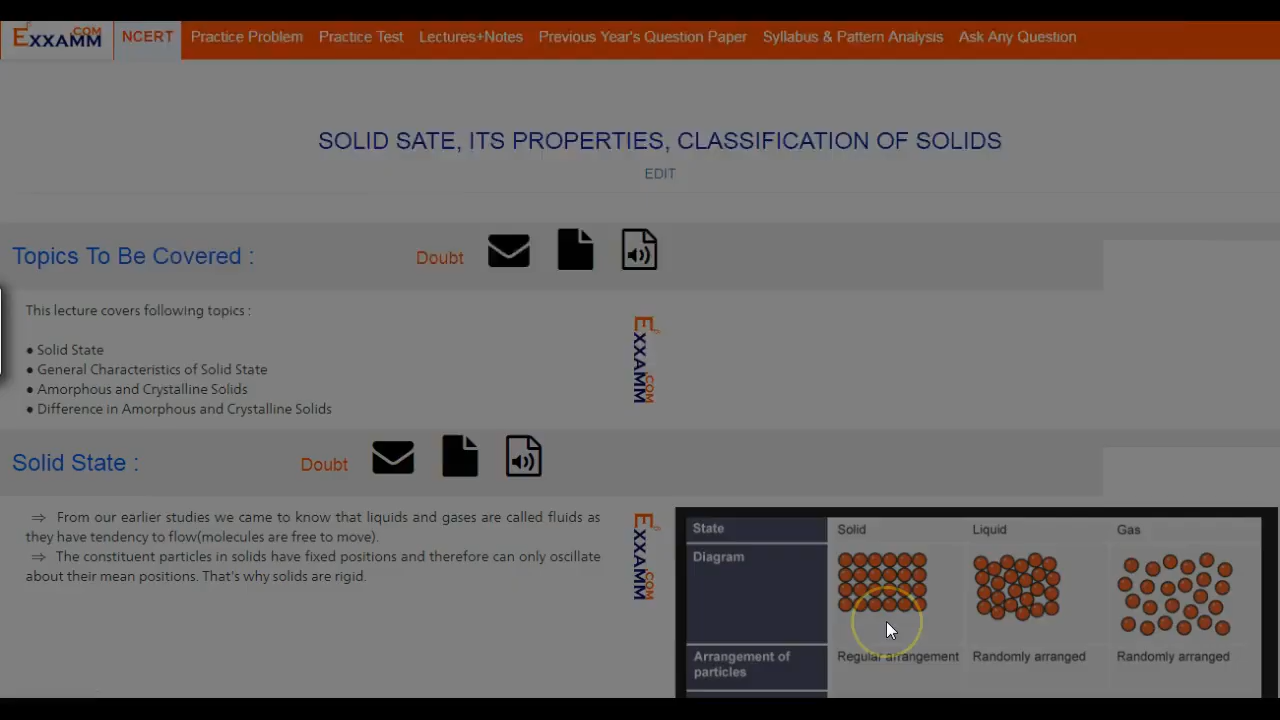 EXXAMM.COM NCERT Practice Problem Practice Test Lectures+Notes Previous Year's Question Paper Syllabus & Pattern Analysis Ask Any Question
SOLID SATE, ITS PROPERTIES, CLASSIFICATION OF SOLIDS
EDIT
Topics To Be Covered : Doubt
This lecture covers following topics :
● Solid State
● General Characteristics of Solid State
● Amorphous and Crystalline Solids
● Difference in Amorphous and Crystalline Solids
EXXAMM.COM
Solid State : Doubt
⇒ From our earlier studies we came to know that liquids and gases are called fluids as
they have tendency to flow(molecules are free to move).
⇒ The constituent particles in solids have fixed positions and therefore can only oscillate
about their mean positions. That's why solids are rigid.
EXXAMM.COM
State Solid Liquid Gas
Diagram
Arrangement of Regular arrangement Randomly arranged Randomly arranged
particles